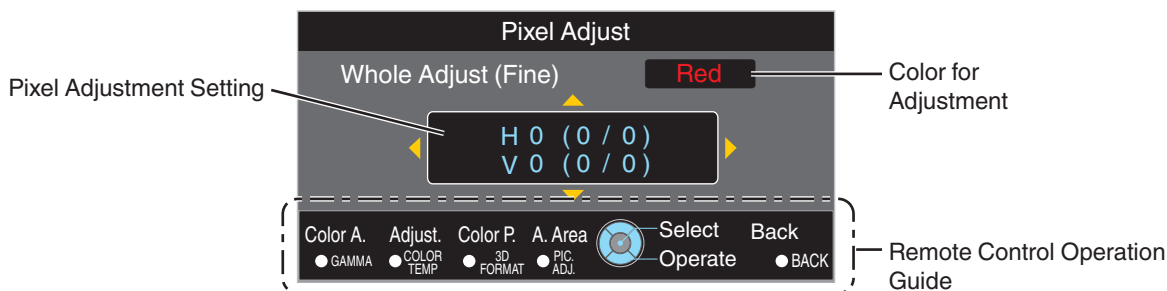 Pixel Adjust
Whole Adjust (Fine) Red
Pixel Adjustment Setting
Color for
Adjustment
H 0 (0 / 0)
V 0 (0 / 0)
Color A. Adjust. Color P. A. Area Select Back
GAMMA COLOR TEMP 3D FORMAT PIC. ADJ. Operate BACK
Remote Control Operation
Guide